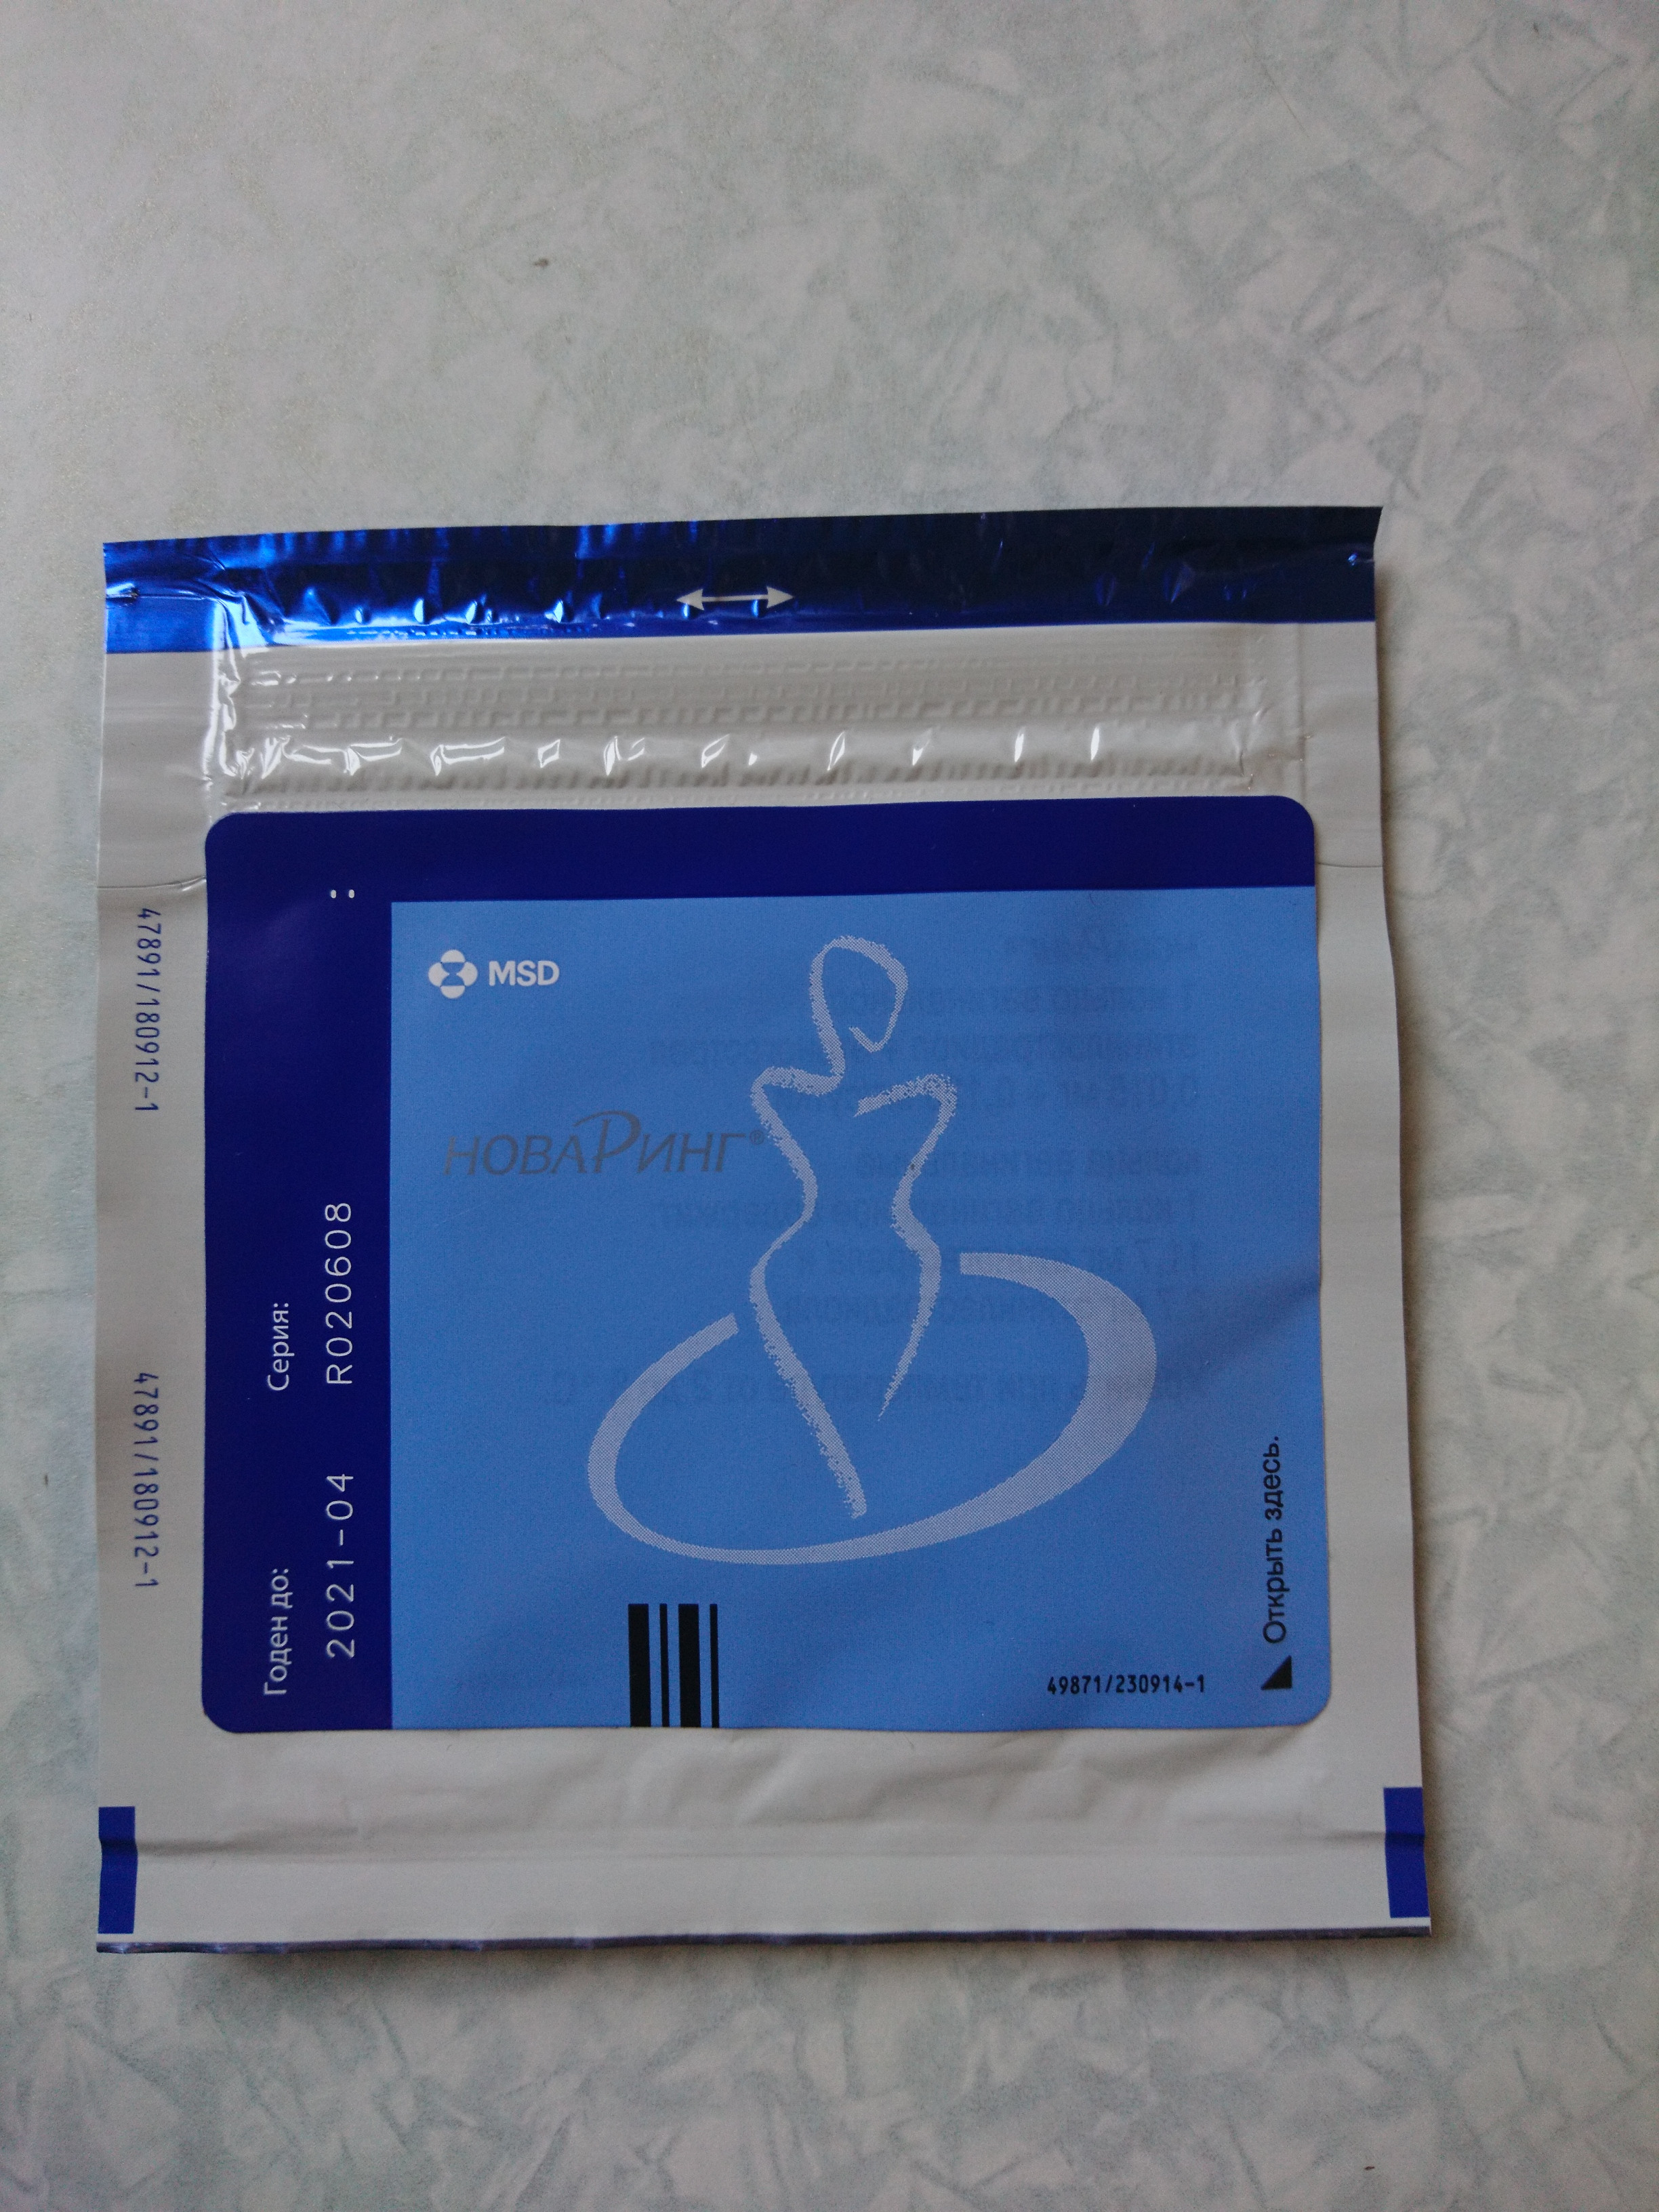 MSD
НОВАРИНГ®
Годен до: Серия:
2021-04 R020608 :
Открыть здесь.
49871/230914-1
47891/180912-1
47891/180912-1